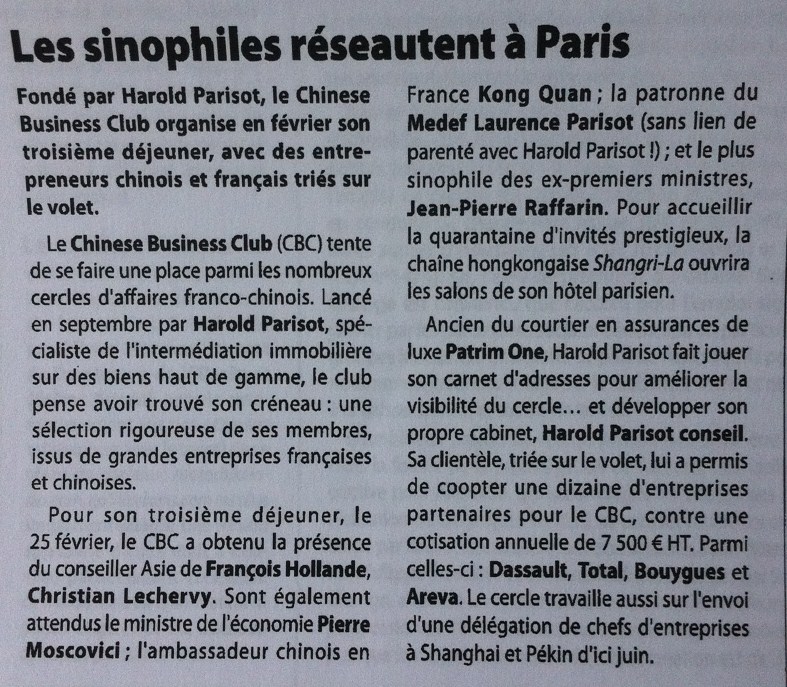 Les sinophiles réseautent à Paris
Fondé par Harold Parisot, le Chinese
Business Club organise en février son
troisième déjeuner, avec des entre-
preneurs chinois et français triés sur
le volet.
Le Chinese Business Club (CBC) tente
de se faire une place parmi les nombreux
cercles d'affaires franco-chinois. Lancé
en septembre par Harold Parisot, spé-
cialiste de l'intermédiation immobilière
sur des biens haut de gamme, le club
pense avoir trouvé son créneau : une
sélection rigoureuse de ses membres,
issus de grandes entreprises françaises
et chinoises.
Pour son troisième déjeuner, le
25 février, le CBC a obtenu la présence
du conseiller Asie de François Hollande,
Christian Lechervy. Sont également
attendus le ministre de l'économie Pierre
Moscovici ; l'ambassadeur chinois en
France Kong Quan ; la patronne du
Medef Laurence Parisot (sans lien de
parenté avec Harold Parisot !) ; et le plus
sinophile des ex-premiers ministres,
Jean-Pierre Raffarin. Pour accueillir
la quarantaine d'invités prestigieux, la
chaîne hongkongaise Shangri-La ouvrira
les salons de son hôtel parisien.
Ancien du courtier en assurances de
luxe Patrim One, Harold Parisot fait jouer
son carnet d'adresses pour améliorer la
visibilité du cercle... et développer son
propre cabinet, Harold Parisot conseil.
Sa clientèle, triée sur le volet, lui a permis
de coopter une dizaine d'entreprises
partenaires pour le CBC, contre une
cotisation annuelle de 7 500 € HT. Parmi
celles-ci : Dassault, Total, Bouygues et
Areva. Le cercle travaille aussi sur l'envoi
d'une délégation de chefs d'entreprises
à Shanghai et Pékin d'ici juin.